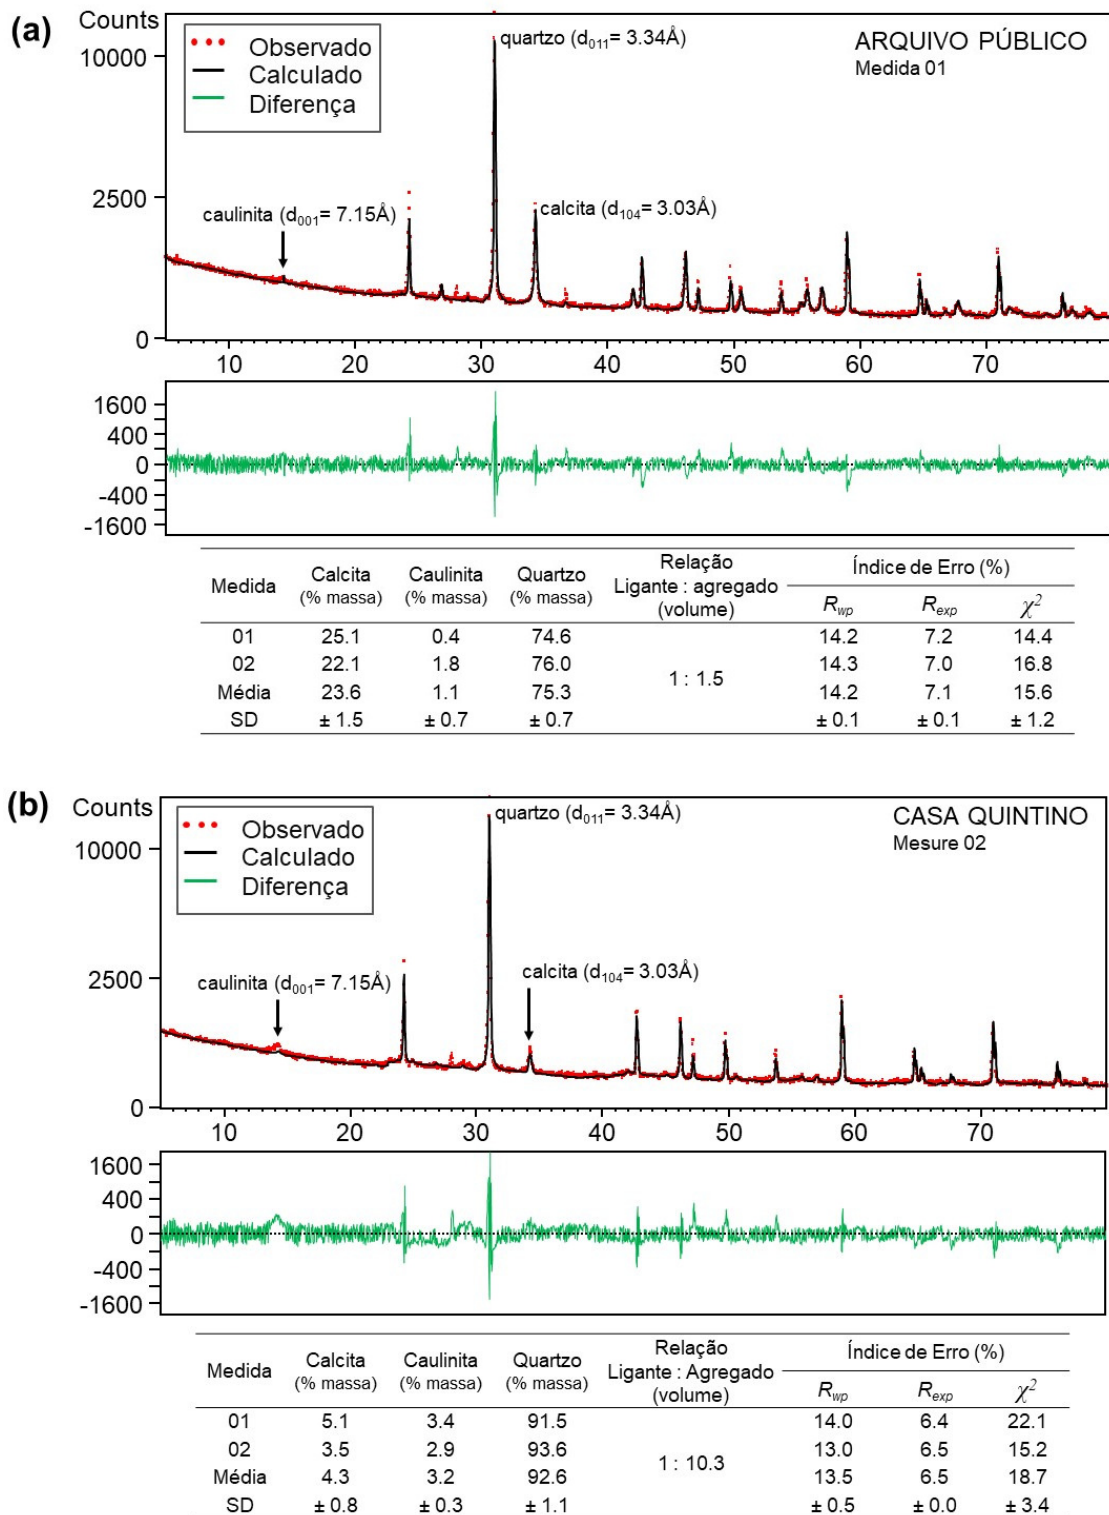 (a)
Counts
Observado
Calculado
Diferença
quartzo (d011= 3.34Å)
ARQUIVO PÚBLICO
Medida 01
10000
2500
0
caulinita (d001= 7.15Å)
calcita (d104= 3.03Å)
10 20 30 40 50 60 70
1600
400
0
-400
-1600
Medida Calcita (% massa) Caulinita (% massa) Quartzo (% massa) Relação Ligante : agregado (volume) Índice de Erro (%)
Rwp Rexp χ2
01 25.1 0.4 74.6 14.2 7.2 14.4
02 22.1 1.8 76.0 14.3 7.0 16.8
1 : 1.5
Média 23.6 1.1 75.3 14.2 7.1 15.6
SD ± 1.5 ± 0.7 ± 0.7 ± 0.1 ± 0.1 ± 1.2
(b)
Counts
Observado
Calculado
Diferença
quartzo (d011= 3.34Å)
CASA QUINTINO
Mesure 02
10000
2500
0
caulinita (d001= 7.15Å)
calcita (d104= 3.03Å)
10 20 30 40 50 60 70
1600
400
0
-400
-1600
Medida Calcita (% massa) Caulinita (% massa) Quartzo (% massa) Relação Ligante : Agregado (volume) Índice de Erro (%)
Rwp Rexp χ2
01 5.1 3.4 91.5 14.0 6.4 22.1
02 3.5 2.9 93.6 13.0 6.5 15.2
1 : 10.3
Média 4.3 3.2 92.6 13.5 6.5 18.7
SD ± 0.8 ± 0.3 ± 1.1 ± 0.5 ± 0.0 ± 3.4